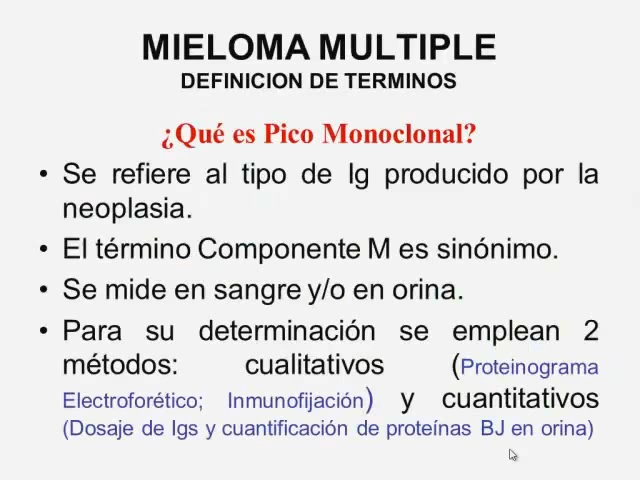 MIELOMA MULTIPLE
DEFINICION DE TERMINOS
¿Qué es Pico Monoclonal?
• Se refiere al tipo de Ig producido por la
neoplasia.
• El término Componente M es sinónimo.
• Se mide en sangre y/o en orina.
• Para su determinación se emplean 2
métodos: cualitativos (Proteinograma
Electroforético; Inmunofijación) y cuantitativos
(Dosaje de Igs y cuantificación de proteínas BJ en orina)